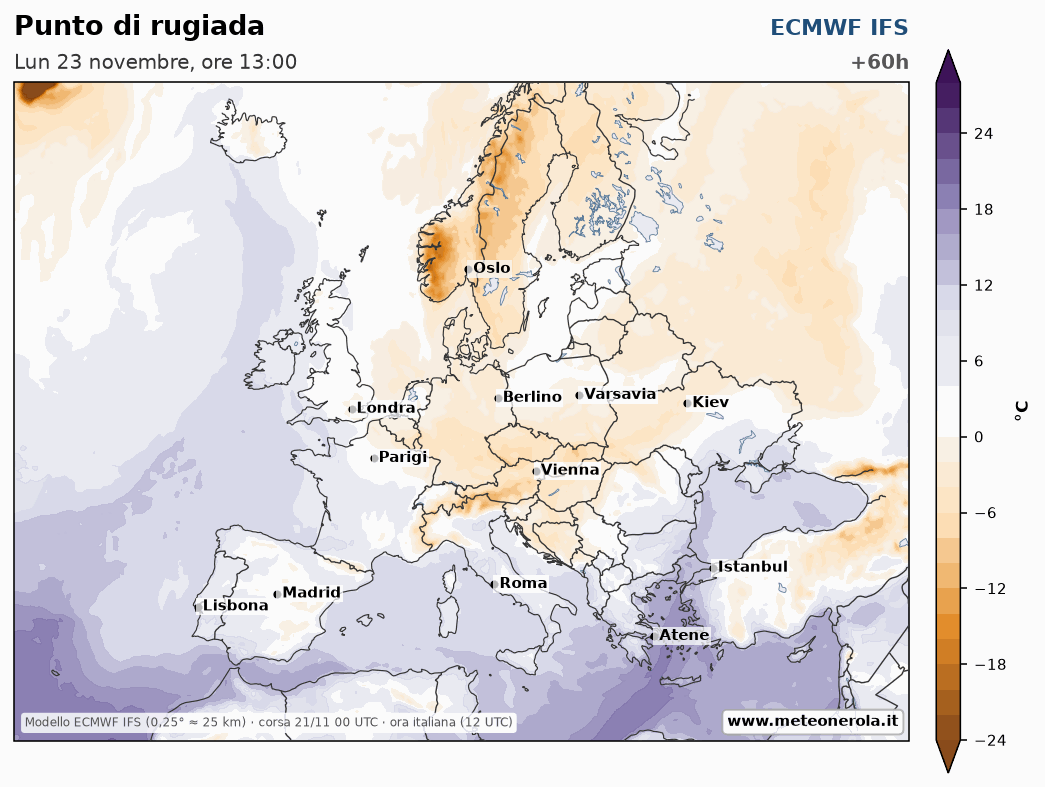 Punto di rugiada
ECMWF IFS
Lun 23 novembre, ore 13:00
+60h
Oslo
Londra
Berlino
Varsavia
Kiev
Parigi
Vienna
Istanbul
Roma
Madrid
Lisbona
Atene
24
18
12
6
0
−6
−12
−18
−24
°C
Modello ECMWF IFS (0,25° ≈ 25 km) · corsa 21/11 00 UTC · ora italiana (12 UTC)
www.meteonerola.it